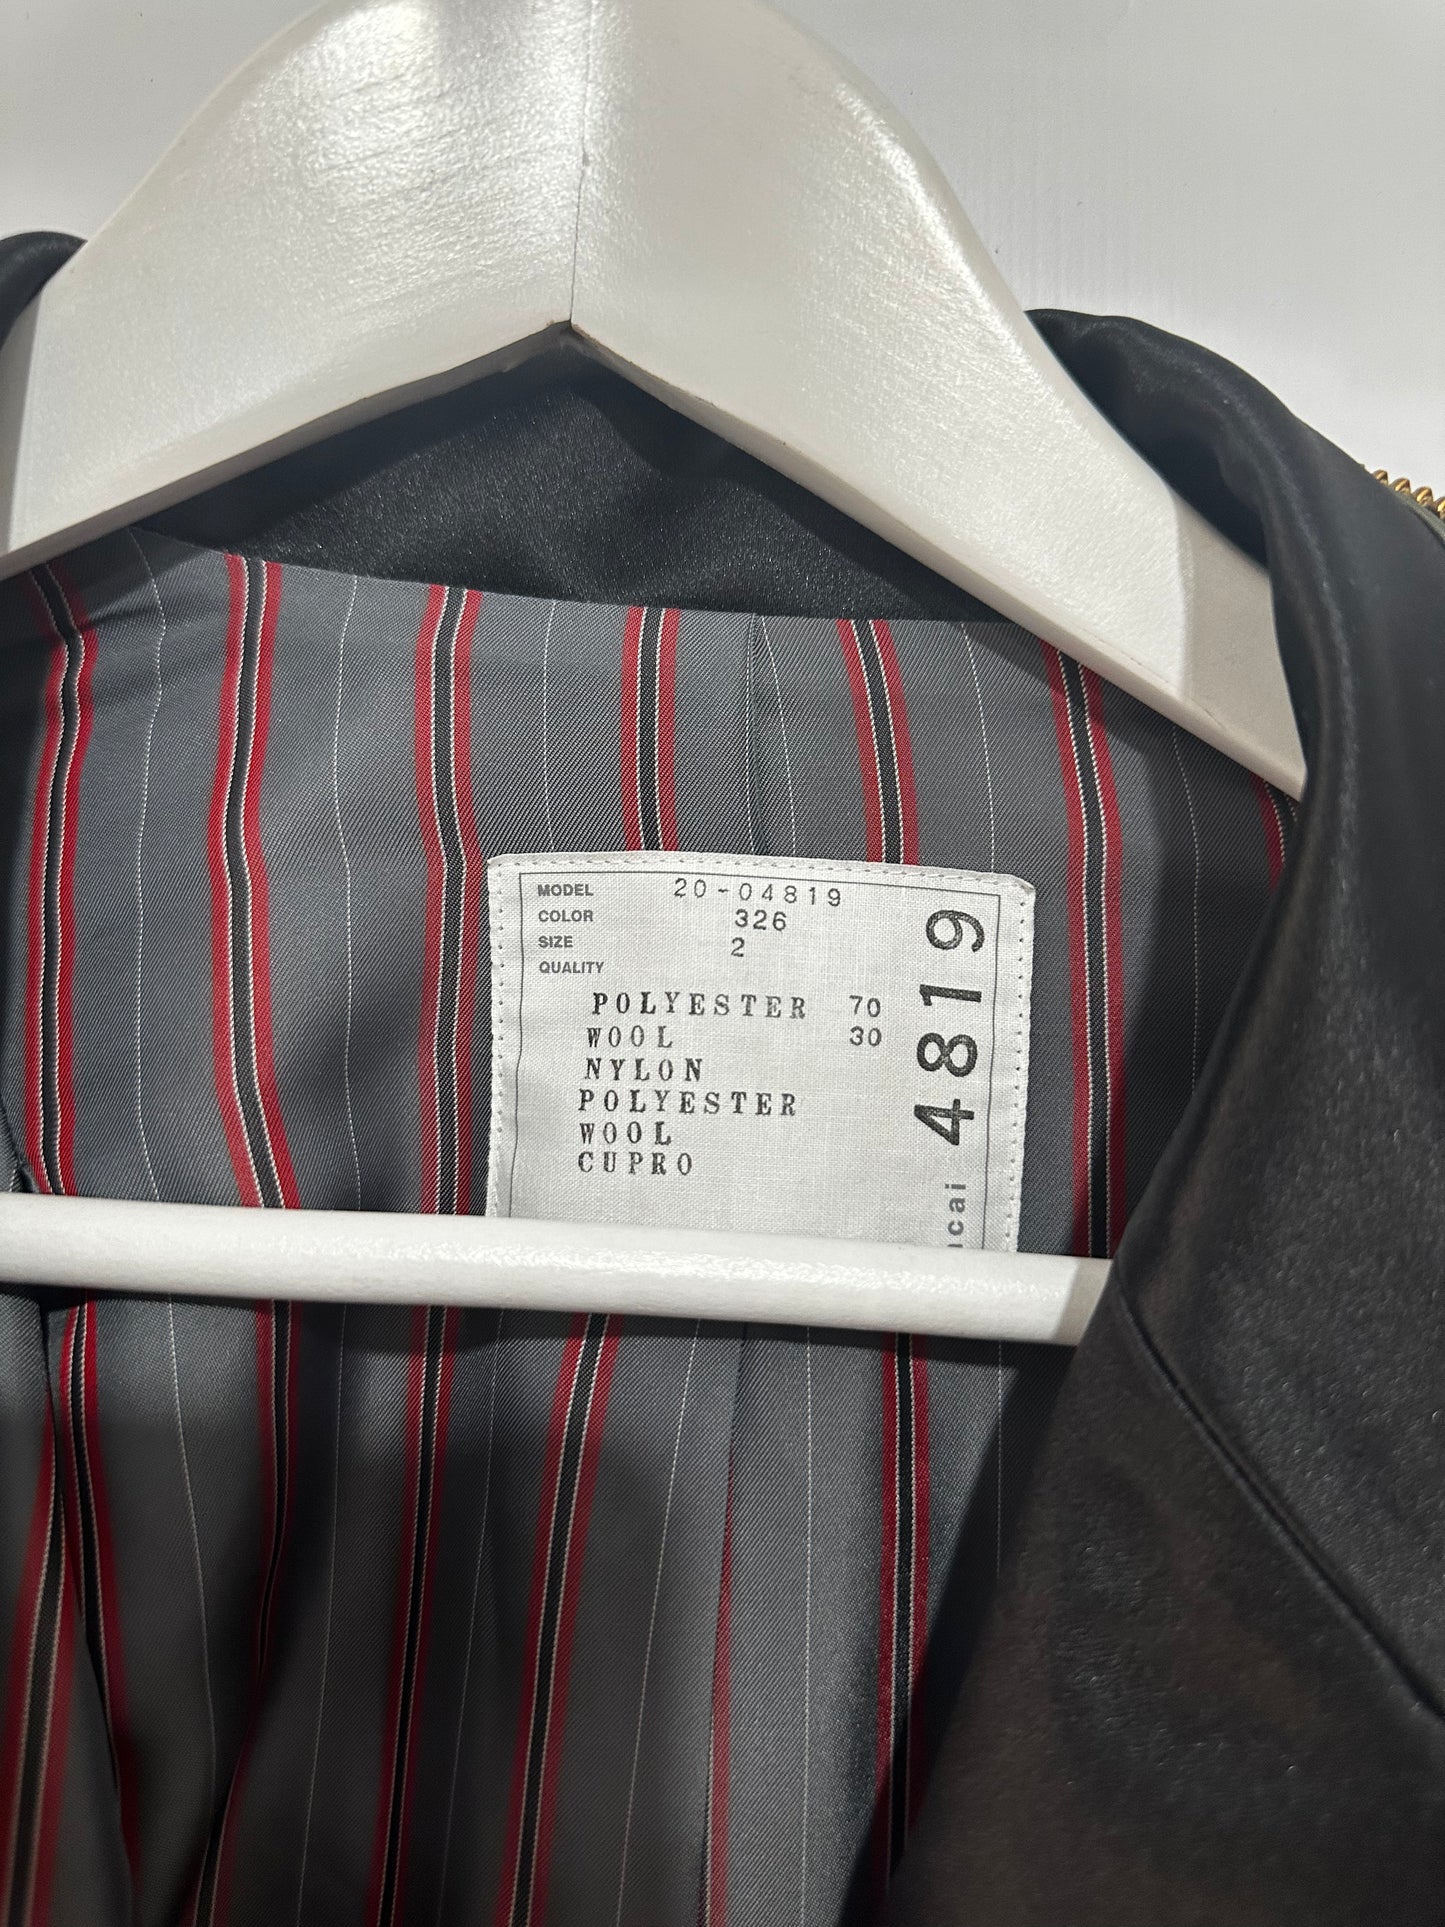 MODEL 20-04819
COLOR 326
SIZE 2
QUALITY
POLYESTER 70
WOOL 30
NYLON
POLYESTER
WOOL
CUPRO
4819